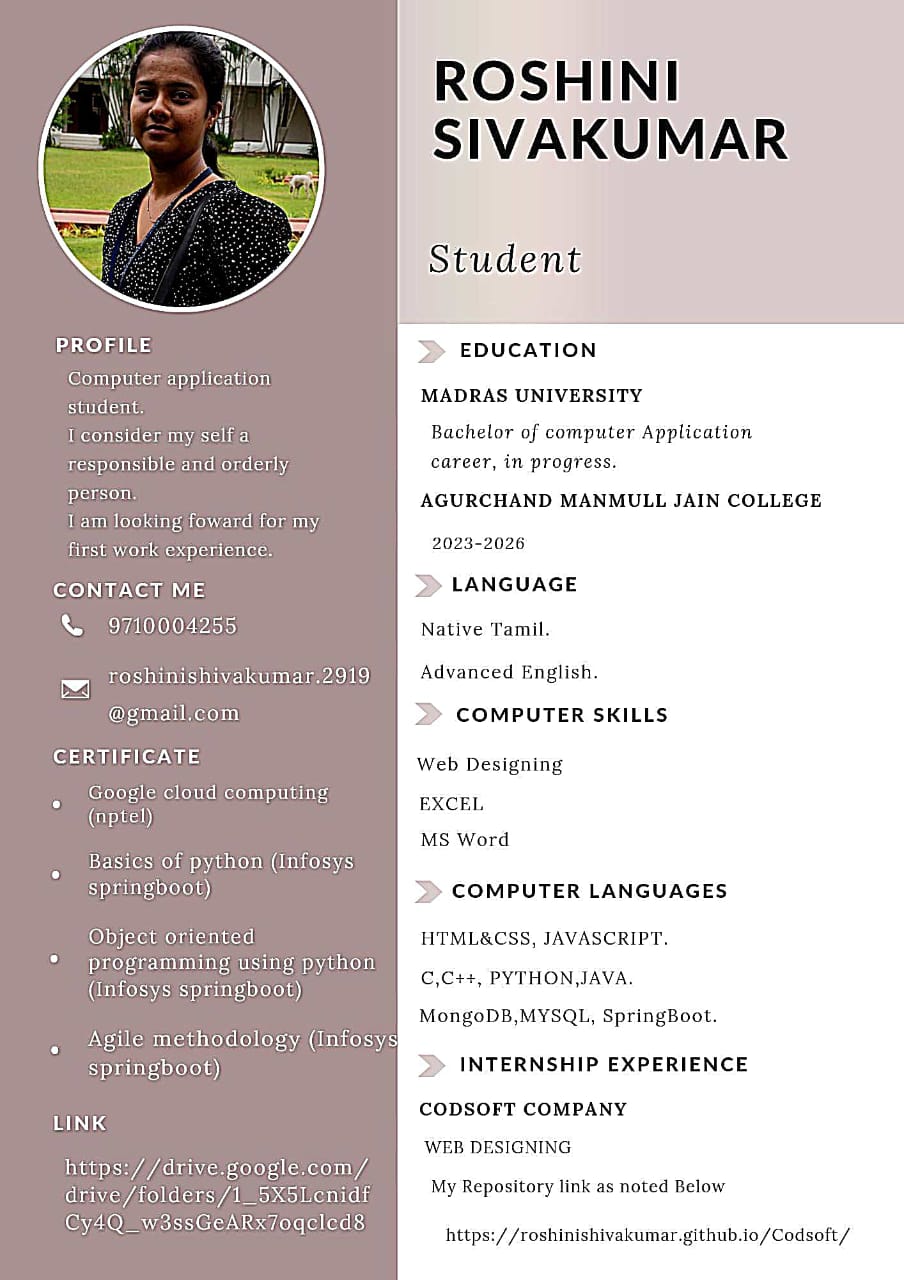 ROSHINI
SIVAKUMAR
Student
PROFILE
Computer application
student.
I consider my self a
responsible and orderly
person.
I am looking foward for my
first work experience.
CONTACT ME
9710004255
roshinishivakumar.2919
@gmail.com
CERTIFICATE
Google cloud computing
(nptel)
Basics of python (Infosys
springboot)
Object oriented
programming using python
(Infosys springboot)
Agile methodology (Infosys
springboot)
LINK
https://drive.google.com/
drive/folders/1_5X5Lcnidf
Cy4Q_w3ssGeARx7oqclcd8
EDUCATION
MADRAS UNIVERSITY
Bachelor of computer Application
career, in progress.
AGURCHAND MANMULL JAIN COLLEGE
2023-2026
LANGUAGE
Native Tamil.
Advanced English.
COMPUTER SKILLS
Web Designing
EXCEL
MS Word
COMPUTER LANGUAGES
HTML&CSS, JAVASCRIPT.
C,C++, PYTHON,JAVA.
MongoDB,MYSQL, SpringBoot.
INTERNSHIP EXPERIENCE
CODSOFT COMPANY
WEB DESIGNING
My Repository link as noted Below
https://roshinishivakumar.github.io/Codsoft/